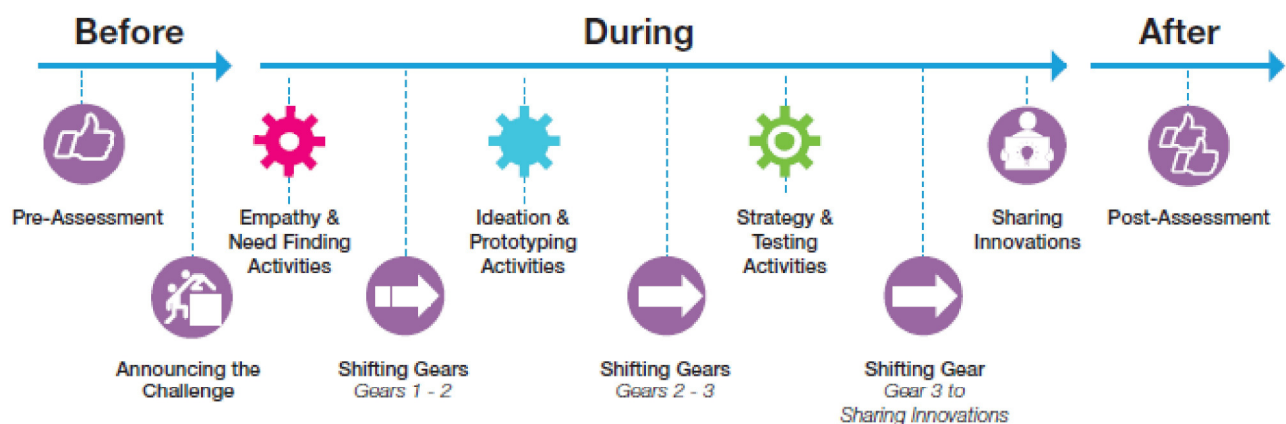 Before
During
After
Pre-Assessment
Empathy &
Need Finding
Activities
Ideation &
Prototyping
Activities
Strategy &
Testing
Activities
Sharing
Innovations
Post-Assessment
Announcing the
Challenge
Shifting Gears
Gears 1 - 2
Shifting Gears
Gears 2 - 3
Shifting Gear
Gear 3 to
Sharing Innovations